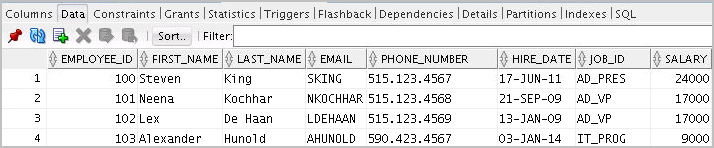 Columns Data Constraints Grants Statistics Triggers Flashback Dependencies Details Partitions Indexes SQL
Sort.. Filter:
EMPLOYEE_ID FIRST_NAME LAST_NAME EMAIL PHONE_NUMBER HIRE_DATE JOB_ID SALARY
1 100 Steven King SKING 515.123.4567 17-JUN-11 AD_PRES 24000
2 101 Neena Kochhar NKOCHHAR 515.123.4568 21-SEP-09 AD_VP 17000
3 102 Lex De Haan LDEHAAN 515.123.4569 13-JAN-09 AD_VP 17000
4 103 Alexander Hunold AHUNOLD 590.423.4567 03-JAN-14 IT_PROG 9000